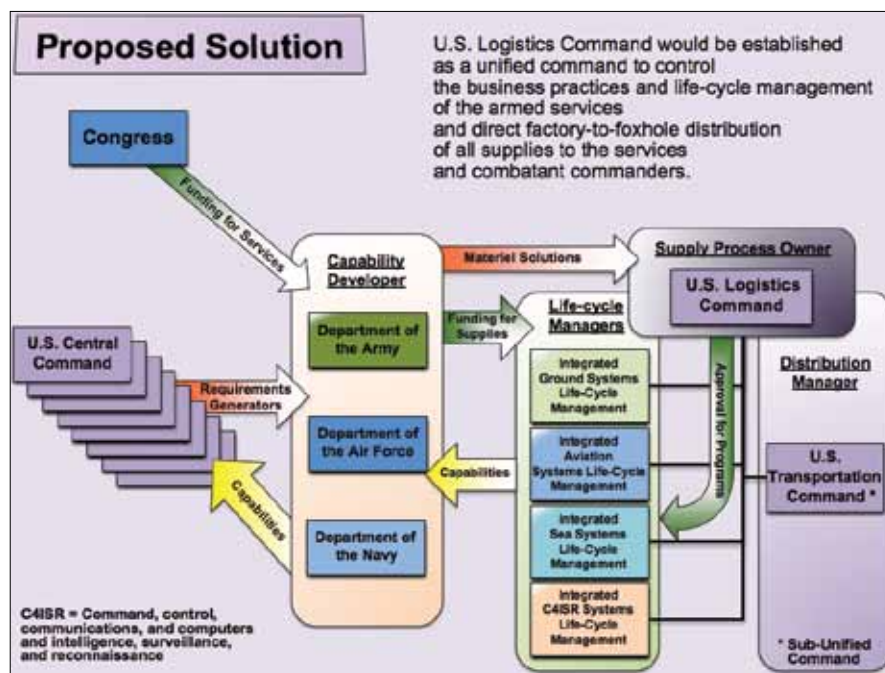 Proposed Solution
U.S. Logistics Command would be established
as a unified command to control
the business practices and life-cycle management
of the armed services
and direct factory-to-foxhole distribution
of all supplies to the services
and combatant commanders.
Congress
Funding for Services
Capability
Developer
Materiel Solutions
Supply Process Owner
U.S. Logistics
Command
Funding for
Supplies
Life-cycle
Managers
Department of
the Army
U.S. Central
Command
Requirements
Generators
Integrated
Ground Systems
Life-Cycle
Management
Approval for Programs
Distribution
Manager
Department of
the Air Force
Capabilities
Integrated
Aviation
Systems Life-Cycle
Management
U.S.
Transportation
Command *
Capabilities
Department of
the Navy
Integrated
Sea Systems
Life-Cycle
Management
Integrated
C4ISR Systems
Life-Cycle
Management
C4ISR = Command, control,
communications, and computers
and intelligence, surveillance,
and reconnaissance
* Sub-Unified
Command